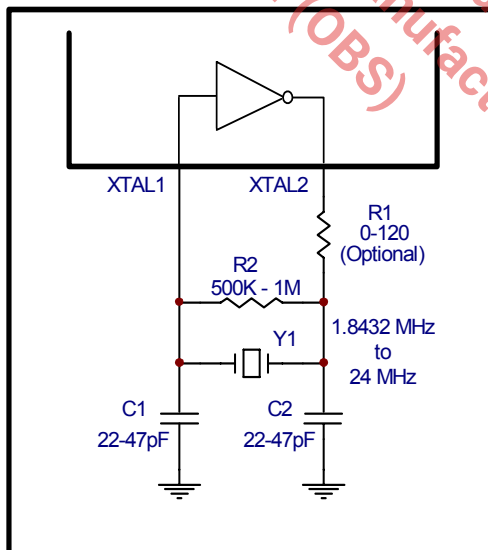 (OBS)
XTAL1
XTAL2
R1
0-120
(Optional)
R2
500K - 1M
Y1
1.8432 MHz
to
24 MHz
C1
22-47pF
C2
22-47pF